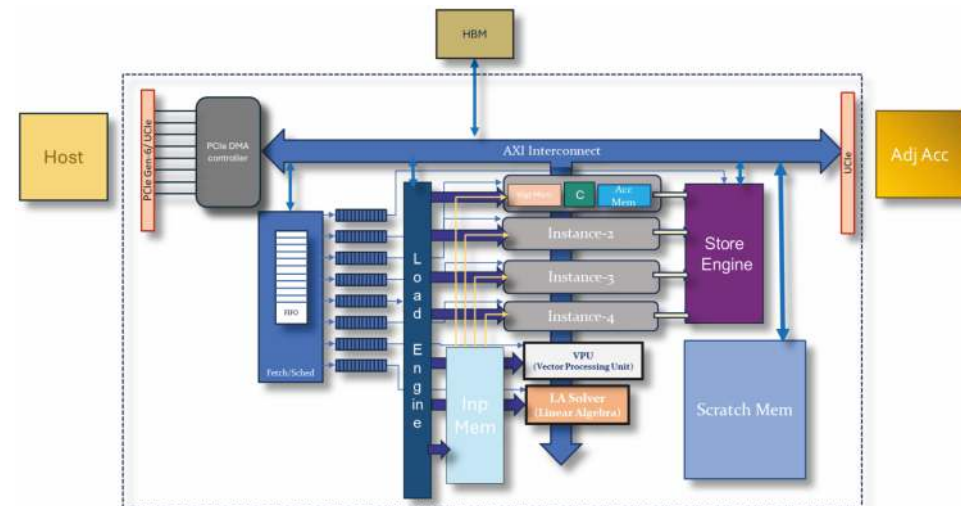 HBM
Host
PCIe Gen-6/ UCIe
PCIe DMA
controller
AXI Interconnect
UCIe
Adj Acc
C
Acc
Mem
Instance-2
Instance-3
Instance-4
Store
Engine
FIFO
Fetch/Sched
Load Engine
Inp
Mem
VPU
(Vector Processing Unit)
LA Solver
(Linear Algebra)
Scratch Mem